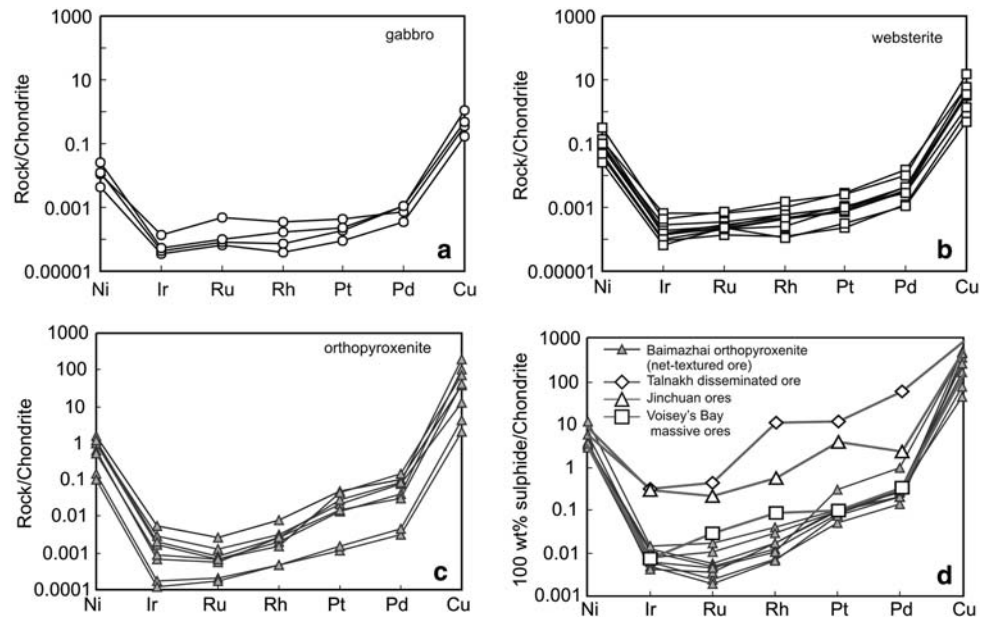 1000
10
0.1
0.001
0.00001
Rock/Chondrite
gabbro
a
Ni Ir Ru Rh Pt Pd Cu
1000
10
0.1
0.001
0.00001
Rock/Chondrite
websterite
b
Ni Ir Ru Rh Pt Pd Cu
1000
100
10
1
0.1
0.01
0.001
0.0001
Rock/Chondrite
orthopyroxenite
c
Ni Ir Ru Rh Pt Pd Cu
1000
100
10
1
0.1
0.01
0.001
100 wt% sulphide/Chondrite
Baimazhai orthopyroxenite
(net-textured ore)
Talnakh disseminated ore
Jinchuan ores
Voisey's Bay
massive ores
d
Ni Ir Ru Rh Pt Pd Cu